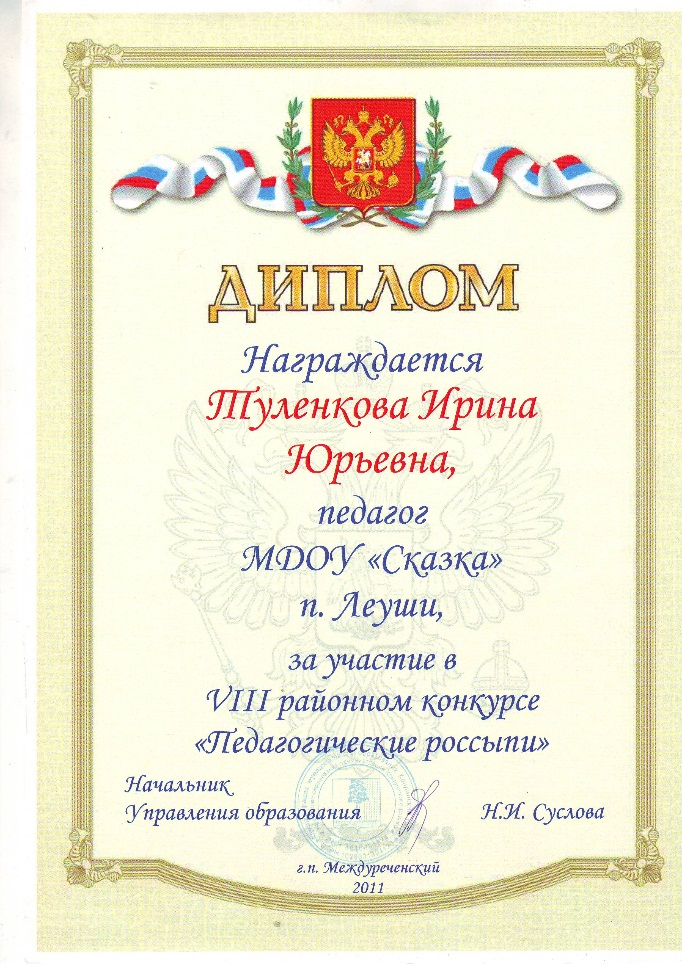 ДИПЛОМ
Награждается
Туленкова Ирина
Юрьевна,
педагог
МДОУ «Сказка»
п. Леуши,
за участие в
VIII районном конкурсе
«Педагогические россыпи»
Начальник
Управления образования Н.И. Суслова
г.п. Междуреченский
2011